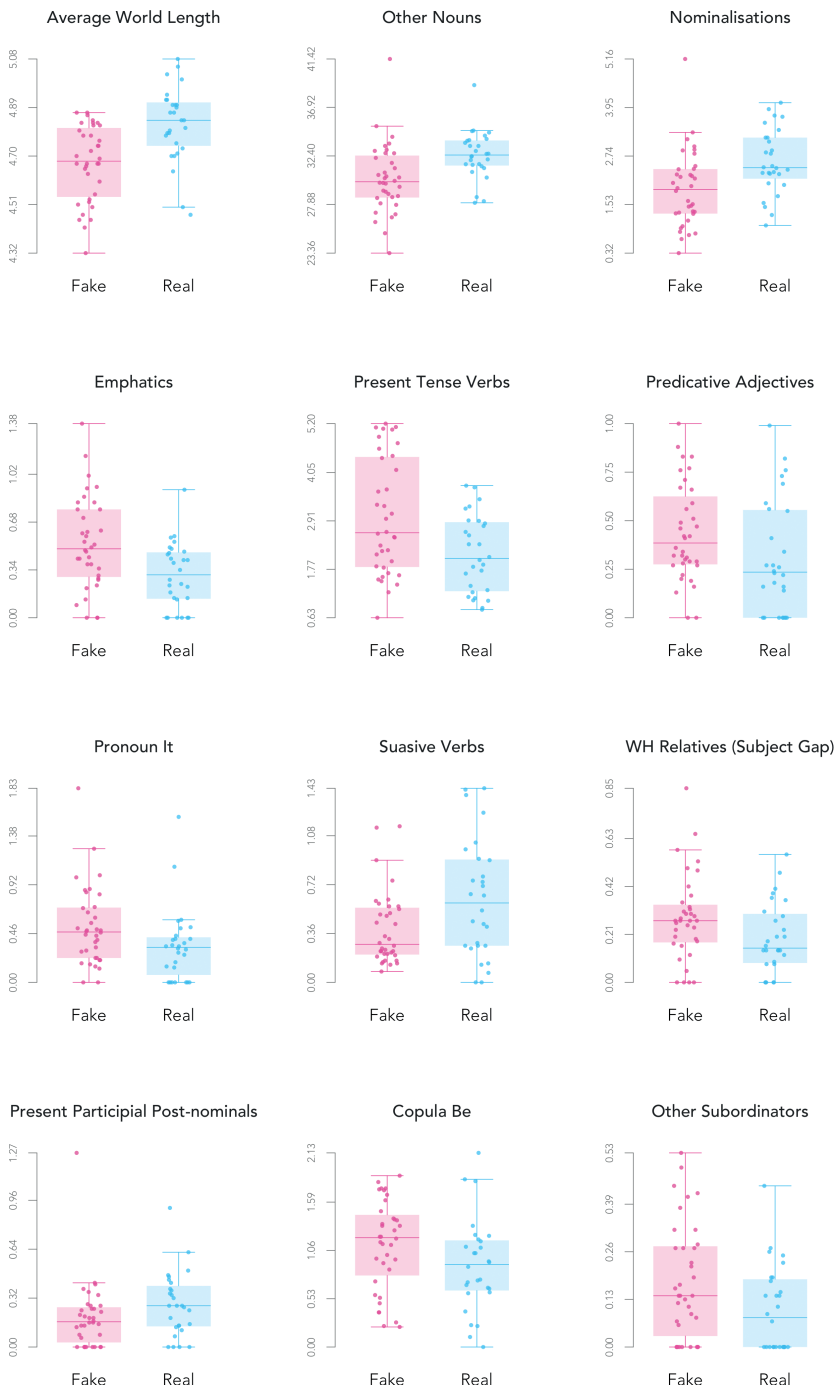 Average World Length
Other Nouns
Nominalisations
5.08
4.89
4.70
4.51
4.32
Fake
Real
41.42
36.92
32.40
27.88
23.36
Fake
Real
5.16
3.95
2.74
1.53
0.32
Fake
Real
Emphatics
Present Tense Verbs
Predicative Adjectives
1.38
1.02
0.68
0.34
0.00
Fake
Real
5.20
4.05
2.91
1.77
0.63
Fake
Real
1.00
0.75
0.50
0.25
0.00
Fake
Real
Pronoun It
Suasive Verbs
WH Relatives (Subject Gap)
1.83
1.38
0.92
0.46
0.00
Fake
Real
1.43
1.08
0.72
0.36
0.00
Fake
Real
0.85
0.63
0.42
0.21
0.00
Fake
Real
Present Participial Post-nominals
Copula Be
Other Subordinators
1.27
0.96
0.64
0.32
0.00
Fake
Real
2.13
1.59
1.06
0.53
0.00
Fake
Real
0.53
0.39
0.26
0.13
0.00
Fake
Real